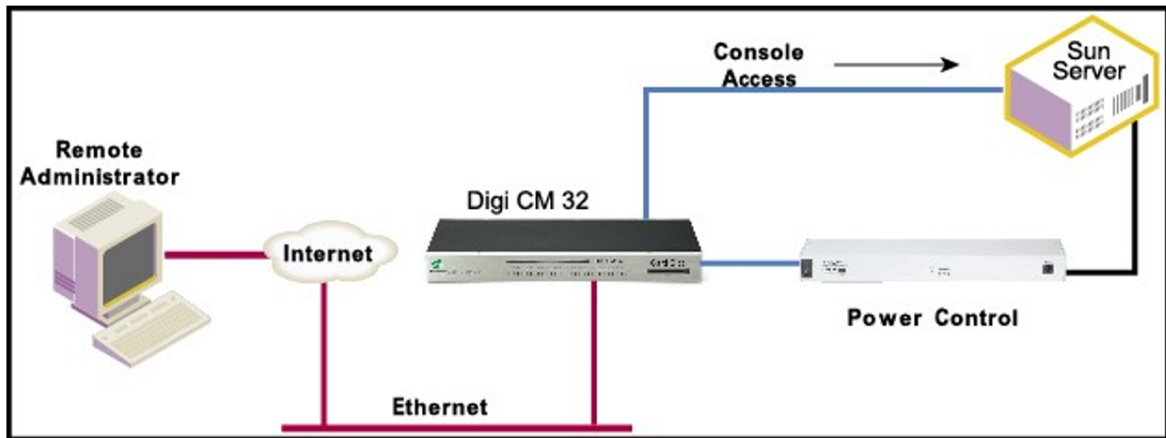 Console
Access
Sun
Server
Remote
Administrator
Digi CM 32
Internet
Power Control
Ethernet